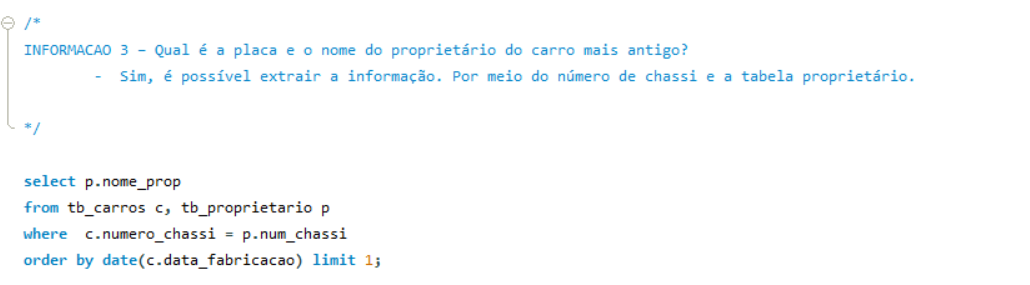 /*
INFORMACAO 3 – Qual é a placa e o nome do proprietário do carro mais antigo?
- Sim, é possível extrair a informação. Por meio do número de chassi e a tabela proprietário.
*/
select p.nome_prop
from tb_carros c, tb_proprietario p
where  c.numero_chassi = p.num_chassi
order by date(c.data_fabricacao) limit 1;